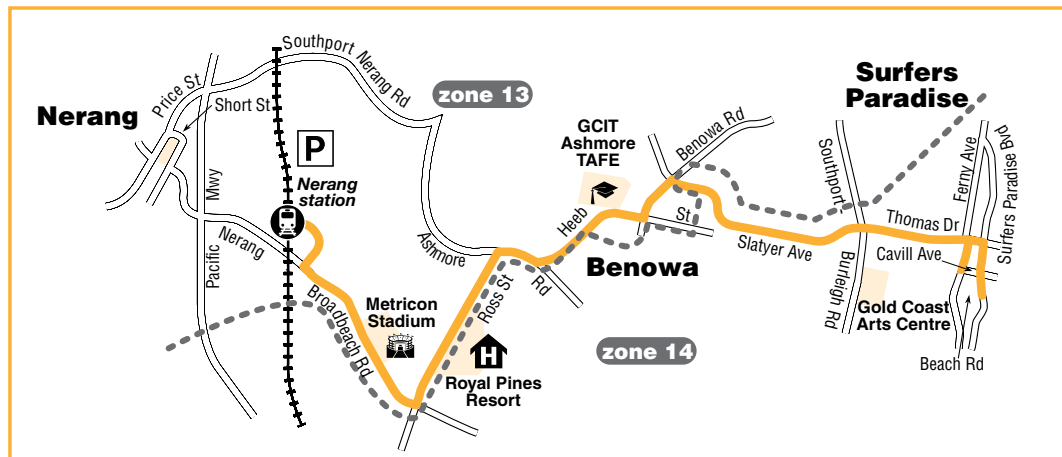 Southport Nerang Rd
Price St
Short St
Nerang
zone 13
P
Nerang
station
Pacific Mwy
Nerang Broadbeach Rd
Metricon
Stadium
Ross St
H
Royal Pines
Resort
Ashmore Rd
GCIT
Ashmore
TAFE
Heeb St
Benowa Rd
Benowa
zone 14
Slatyer Ave
Surfers
Paradise
Southport-
Burleigh Rd
Ferny Ave
Surfers Paradise Bvd
Thomas Dr
Cavill Ave
Gold Coast
Arts Centre
Beach Rd